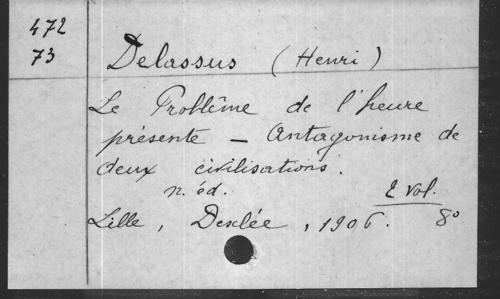 472
73
Delassus (Henri)
Le Problême de l'heure
présente — Antagonisme de
deux civilisations.
n. éd.
2 vol.
Lille, Desclée, 1906. 8°